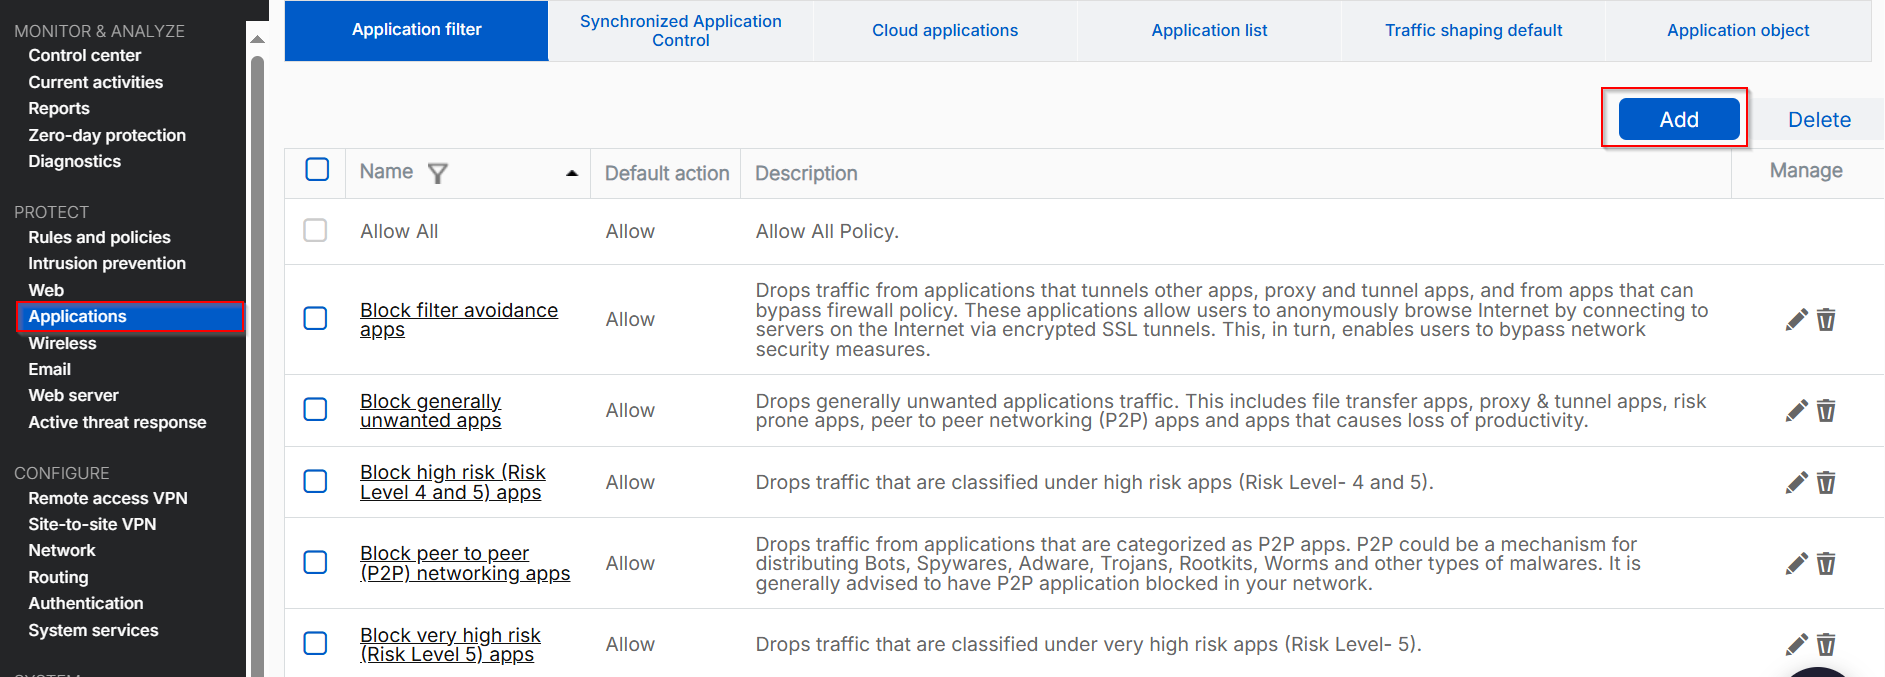 MONITOR & ANALYZE
Control center
Current activities
Reports
Zero-day protection
Diagnostics
PROTECT
Rules and policies
Intrusion prevention
Web
Applications
Wireless
Email
Web server
Active threat response
CONFIGURE
Remote access VPN
Site-to-site VPN
Network
Routing
Authentication
System services
Application filter
Synchronized Application
Control
Cloud applications
Application list
Traffic shaping default
Application object
Add
Delete
Name
Default action
Description
Manage
Allow All
Allow
Allow All Policy.
Block filter avoidance
apps
Allow
Drops traffic from applications that tunnels other apps, proxy and tunnel apps, and from apps that can
bypass firewall policy. These applications allow users to anonymously browse Internet by connecting to
servers on the Internet via encrypted SSL tunnels. This, in turn, enables users to bypass network
security measures.
Block generally
unwanted apps
Allow
Drops generally unwanted applications traffic. This includes file transfer apps, proxy & tunnel apps, risk
prone apps, peer to peer networking (P2P) apps and apps that causes loss of productivity.
Block high risk (Risk
Level 4 and 5) apps
Allow
Drops traffic that are classified under high risk apps (Risk Level- 4 and 5).
Block peer to peer
(P2P) networking apps
Allow
Drops traffic from applications that are categorized as P2P apps. P2P could be a mechanism for
distributing Bots, Spywares, Adware, Trojans, Rootkits, Worms and other types of malwares. It is
generally advised to have P2P application blocked in your network.
Block very high risk
(Risk Level 5) apps
Allow
Drops traffic that are classified under very high risk apps (Risk Level- 5).